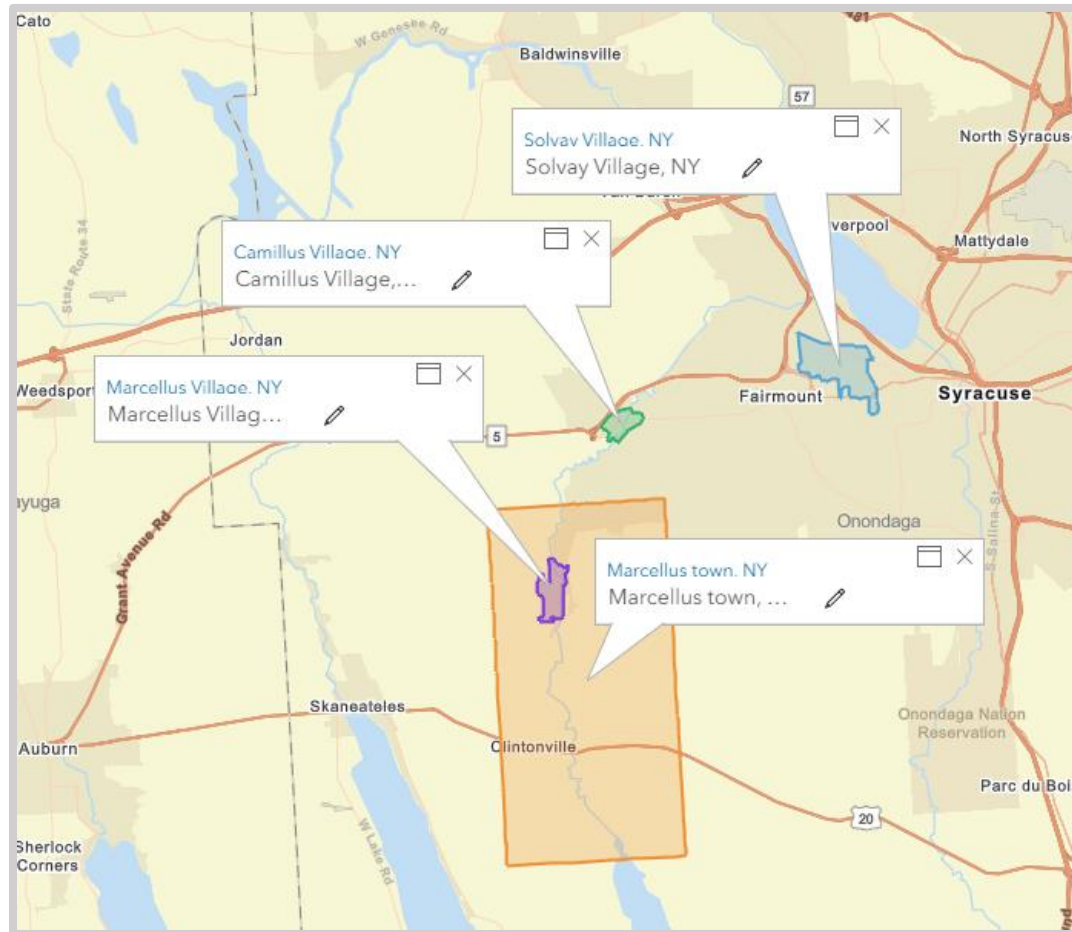 Cato
W Genesee Rd
Baldwinsville
481
57
North Syracuse
Solvay Village, NY
Solvay Village, NY
verpool
Mattydale
Camillus Village, NY
Camillus Village,...
State Route 34
Jordan
Weedsport
Marcellus Village, NY
Marcellus Villag...
5
Fairmount
Syracuse
ayuga
Grant Avenue Rd
Onondaga
S Salina St
Marcellus town, NY
Marcellus town, ...
Skaneateles
Onondaga Nation
Reservation
Auburn
Clintonville
Parc du Boi
20
W Lake Rd
Sherlock
Corners